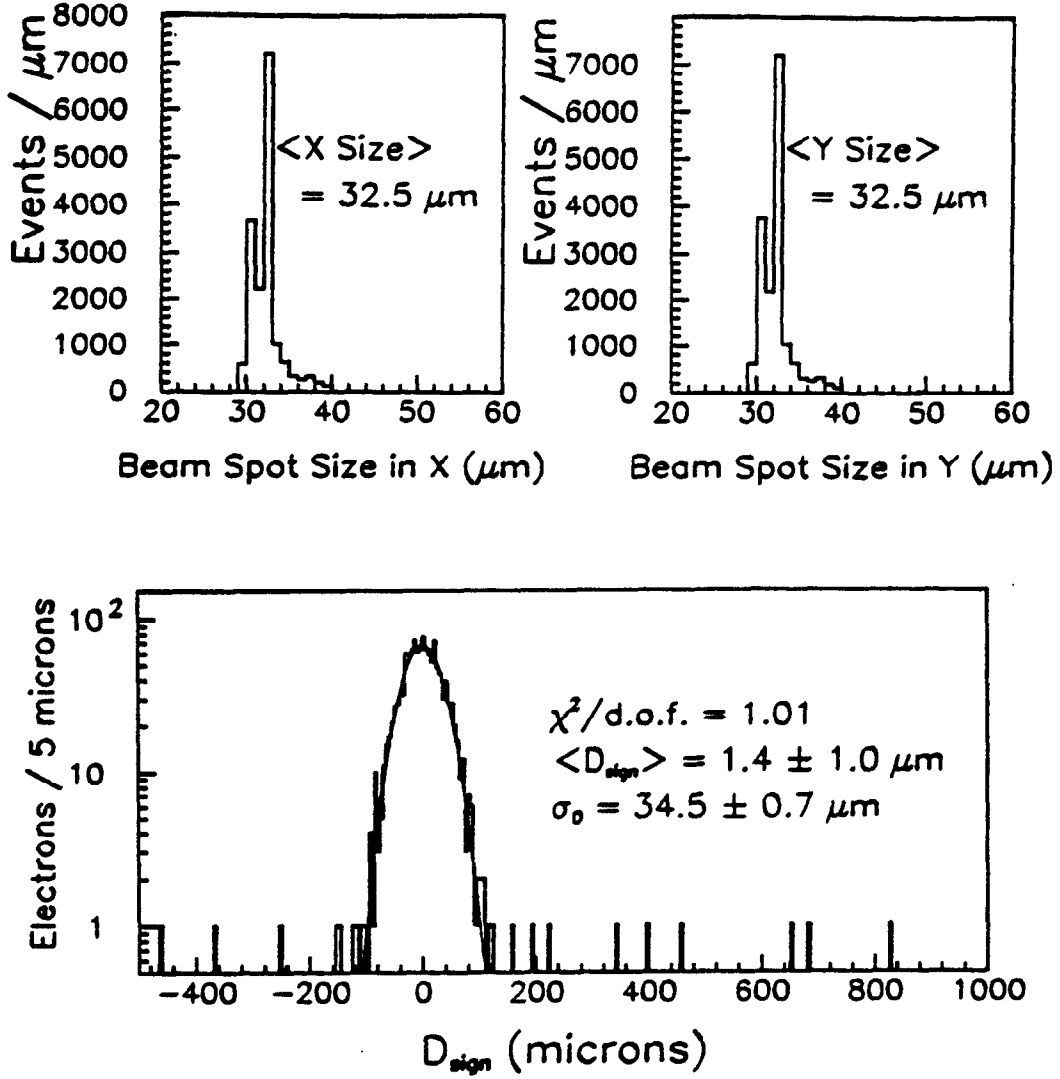 8000
7000
6000
5000
4000
3000
2000
1000
0
Events / μm
<X Size>
= 32.5 μm
20 30 40 50 60
Beam Spot Size in X (μm)
7000
6000
5000
4000
3000
2000
1000
0
Events / μm
<Y Size>
= 32.5 μm
20 30 40 50 60
Beam Spot Size in Y (μm)
10²
10
1
Electrons / 5 microns
χ²/d.o.f. = 1.01
<D_sign> = 1.4 ± 1.0 μm
σ_D = 34.5 ± 0.7 μm
−400 −200 0 200 400 600 800 1000
D_sign (microns)